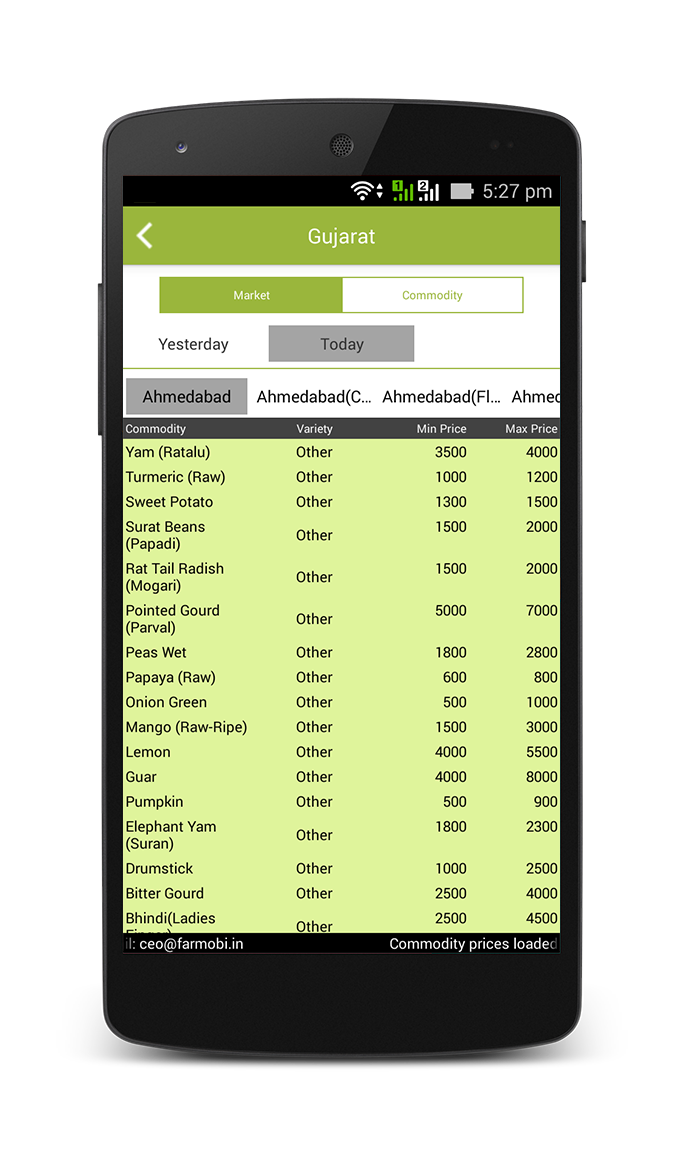 1 2 5:27 pm
Gujarat
Market Commodity
Yesterday Today
Ahmedabad Ahmedabad(C... Ahmedabad(Fl... Ahmed
Commodity Variety Min Price Max Price
Yam (Ratalu) Other 3500 4000
Turmeric (Raw) Other 1000 1200
Sweet Potato Other 1300 1500
Surat Beans
(Papadi) Other 1500 2000
Rat Tail Radish
(Mogari) Other 1500 2000
Pointed Gourd
(Parval) Other 5000 7000
Peas Wet Other 1800 2800
Papaya (Raw) Other 600 800
Onion Green Other 500 1000
Mango (Raw-Ripe) Other 1500 3000
Lemon Other 4000 5500
Guar Other 4000 8000
Pumpkin Other 500 900
Elephant Yam
(Suran) Other 1800 2300
Drumstick Other 1000 2500
Bitter Gourd Other 2500 4000
Bhindi(Ladies
Finger) Other 2500 4500
il: ceo@farmobi.in Commodity prices loaded